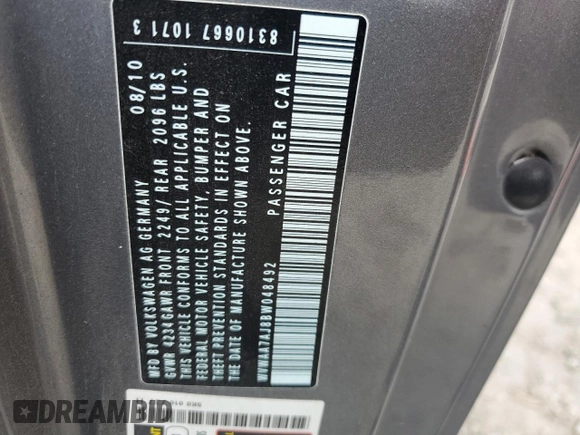 MFD BY VOLKSWAGEN AG GERMANY 08/10
GVWR 4334 GAWR FRONT 2249/ REAR 2096 LBS
THIS VEHICLE CONFORMS TO ALL APPLICABLE U.S.
FEDERAL MOTOR VEHICLE SAFETY, BUMPER AND
THEFT PREVENTION STANDARDS IN EFFECT ON
DATE OF MANUFACTURE SHOWN ABOVE.
WVWAA7AJ8BW048492
PASSENGER CAR
8310667 1071 3
DREAMBID